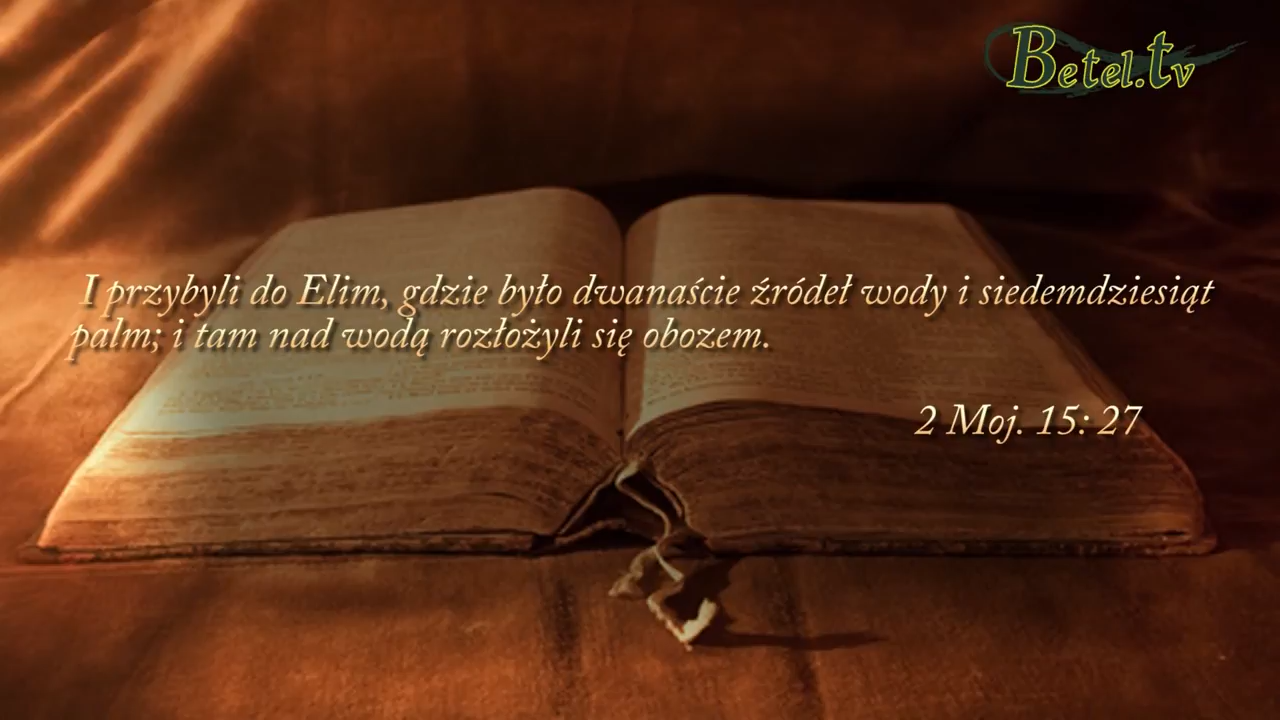 Betel.tv
I przybyli do Elim, gdzie było dwanaście źródeł wody i siedemdziesiąt
palm; i tam nad wodą rozłożyli się obozem.
2 Moj. 15: 27